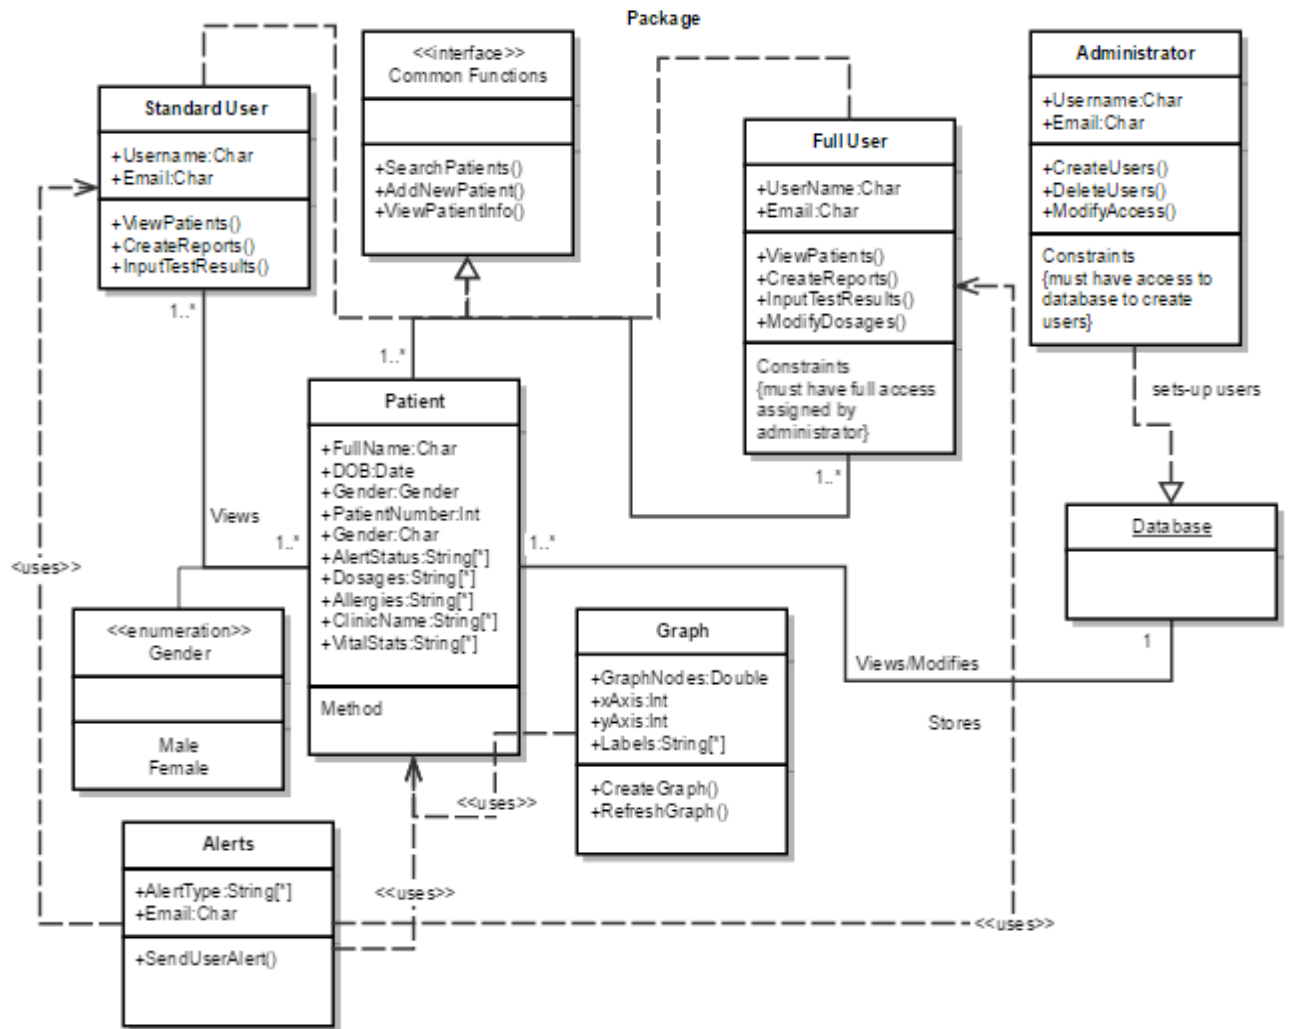 Package
<<interface>>
Common Functions
+SearchPatients()
+AddNewPatient()
+ViewPatientInfo()
Standard User
+Username:Char
+Email:Char
+ViewPatients()
+CreateReports()
+InputTestResults()
1..*
Full User
+UserName:Char
+Email:Char
+ViewPatients()
+CreateReports()
+InputTestResults()
+ModifyDosages()
Constraints
{must have full access
assigned by
administrator}
1..*
Administrator
+Username:Char
+Email:Char
+CreateUsers()
+DeleteUsers()
+ModifyAccess()
Constraints
{must have access to
database to create
users}
sets-up users
Database
1
1..*
Patient
+FullName:Char
+DOB:Date
+Gender:Gender
+PatientNumber:Int
+Gender:Char
+AlertStatus:String[*]
+Dosages:String[*]
+Allergies:String[*]
+ClinicName:String[*]
+VitalStats:String[*]
Method
Views
1..*
1..*
<uses>>
<<enumeration>>
Gender
Male
Female
Graph
+GraphNodes:Double
+xAxis:Int
+yAxis:Int
+Labels:String[*]
+CreateGraph()
+RefreshGraph()
Views/Modifies
Stores
<<uses>>
Alerts
+AlertType:String[*]
+Email:Char
+SendUserAlert()
<<uses>>
<<uses>>